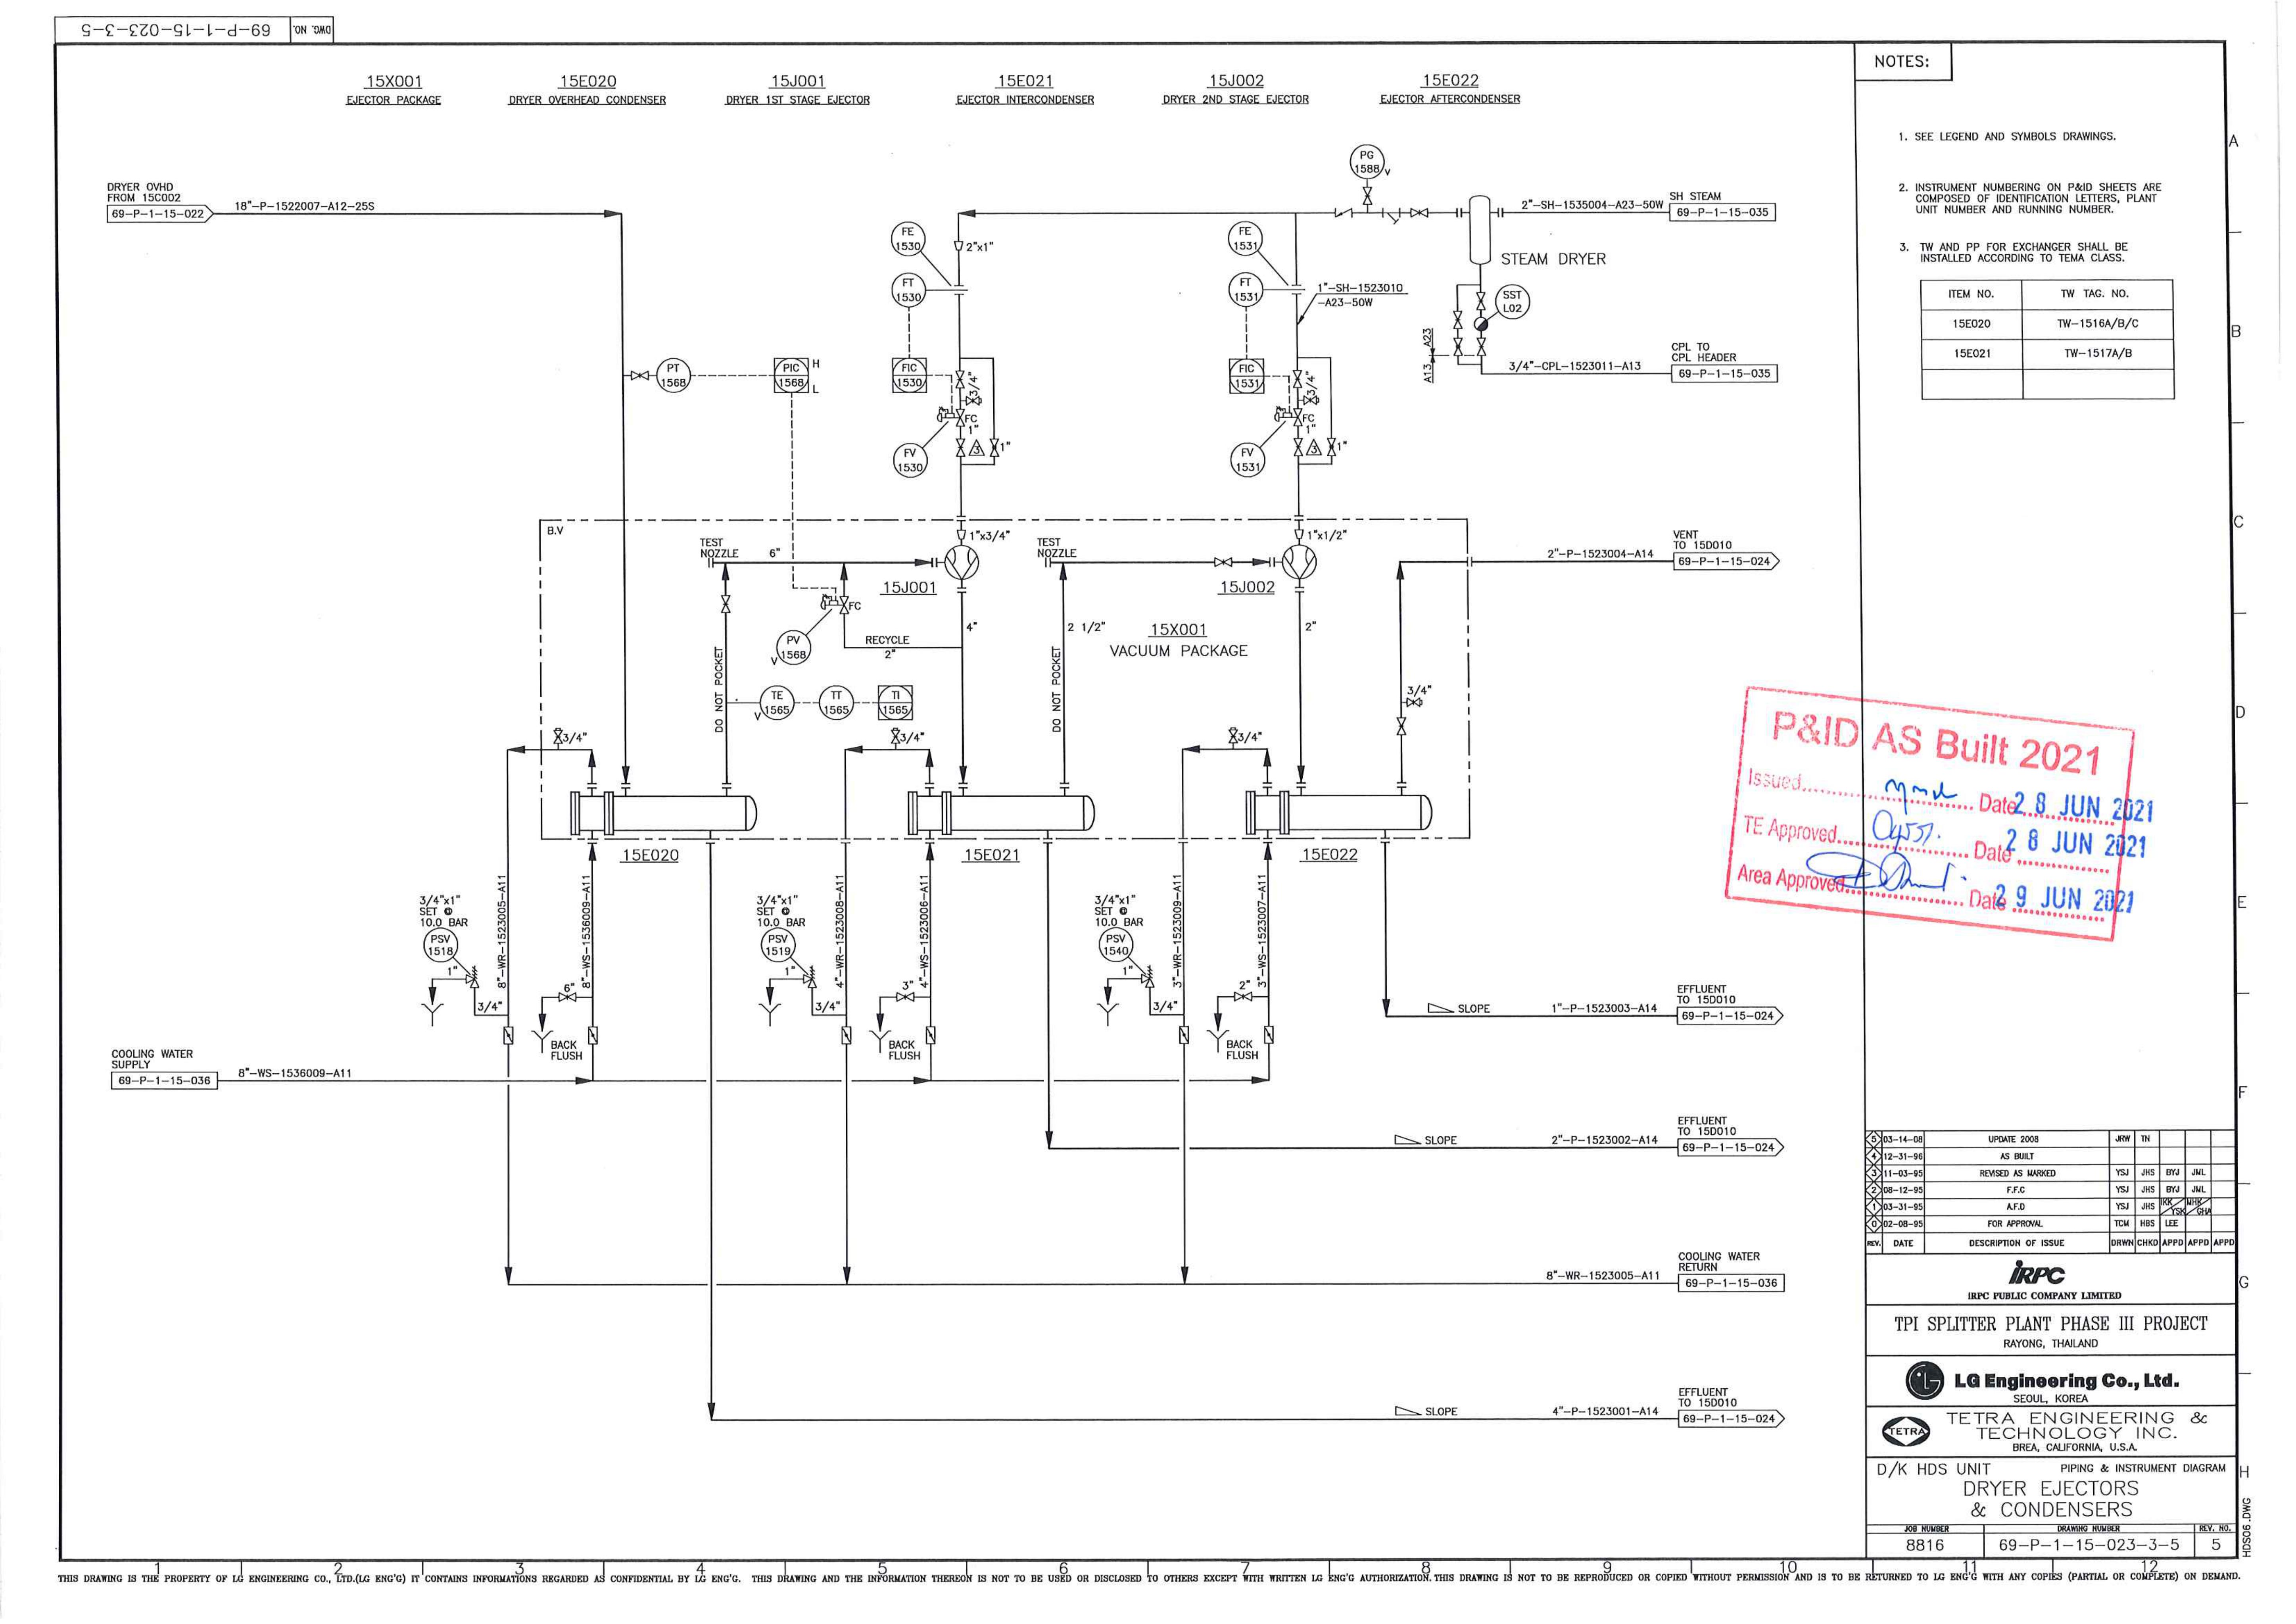 69-P-1-15-023-3-5
DWG. NO.
15X001
EJECTOR PACKAGE
15E020
DRYER OVERHEAD CONDENSER
15J001
DRYER 1ST STAGE EJECTOR
15E021
EJECTOR INTERCONDENSER
15J002
DRYER 2ND STAGE EJECTOR
15E022
EJECTOR AFTERCONDENSER
NOTES:
1. SEE LEGEND AND SYMBOLS DRAWINGS.
2. INSTRUMENT NUMBERING ON P&ID SHEETS ARE
COMPOSED OF IDENTIFICATION LETTERS, PLANT
UNIT NUMBER AND RUNNING NUMBER.
3. TW AND PP FOR EXCHANGER SHALL BE
INSTALLED ACCORDING TO TEMA CLASS.
ITEM NO. TW TAG. NO.
15E020 TW-1516A/B/C
15E021 TW-1517A/B
DRYER OVHD
FROM 15C002
69-P-1-15-022
18"-P-1522007-A12-25S
PG
1588
V
2"-SH-1535004-A23-50W
SH STEAM
69-P-1-15-035
STEAM DRYER
FE
1530
2"x1"
FT
1530
FE
1531
FT
1531
1"-SH-1523010
-A23-50W
SST
L02
A23
A13
CPL TO
CPL HEADER
69-P-1-15-035
3/4"-CPL-1523011-A13
PT
1568
PIC
1568
H
L
FIC
1530
3/4"
FC
1"
3
1"
FV
1530
FIC
1531
3/4"
FC
1"
3
1"
FV
1531
B.V
TEST
NOZZLE
6"
1"x3/4"
15J001
TEST
NOZZLE
1"x1/2"
15J002
2"-P-1523004-A14
VENT
TO 15D010
69-P-1-15-024
FC
PV
1568
V
RECYCLE
2"
4"
2 1/2"
15X001
VACUUM PACKAGE
2"
DO NOT POCKET
TE
1565
V
TT
1565
TI
1565
DO NOT POCKET
3/4"
3/4"
3/4"
3/4"
15E020
15E021
15E022
3/4"x1"
SET @
10.0 BAR
PSV
1518
1"
3/4"
8"-WR-1523005-A11
8"-WS-1536009-A11
6"
BACK
FLUSH
3/4"x1"
SET @
10.0 BAR
PSV
1519
1"
3/4"
4"-WR-1523008-A11
4"-WS-1523006-A11
3"
BACK
FLUSH
3/4"x1"
SET @
10.0 BAR
PSV
1540
1"
3/4"
3"-WR-1523009-A11
3"-WS-1523007-A11
2"
BACK
FLUSH
SLOPE
1"-P-1523003-A14
EFFLUENT
TO 15D010
69-P-1-15-024
COOLING WATER
SUPPLY
69-P-1-15-036
8"-WS-1536009-A11
SLOPE
2"-P-1523002-A14
EFFLUENT
TO 15D010
69-P-1-15-024
8"-WR-1523005-A11
COOLING WATER
RETURN
69-P-1-15-036
SLOPE
4"-P-1523001-A14
EFFLUENT
TO 15D010
69-P-1-15-024
P&ID AS Built 2021
Issued Date 28 JUN 2021
TE Approved Date 28 JUN 2021
Area Approved Date 29 JUN 2021
5 03-14-08 UPDATE 2008 JRW TN
4 12-31-96 AS BUILT
3 11-03-95 REVISED AS MARKED YSJ JHS BYJ JWL
2 08-12-95 F.F.C YSJ JHS BYJ JWL
1 03-31-95 A.F.D YSJ JHS
0 02-08-95 FOR APPROVAL TCM HBS LEE
REV. DATE DESCRIPTION OF ISSUE DRWN CHKD APPD APPD APPD
IRPC
IRPC PUBLIC COMPANY LIMITED
TPI SPLITTER PLANT PHASE III PROJECT
RAYONG, THAILAND
LG Engineering Co., Ltd.
SEOUL, KOREA
TETRA
TETRA ENGINEERING &
TECHNOLOGY INC.
BREA, CALIFORNIA, U.S.A.
D/K HDS UNIT PIPING & INSTRUMENT DIAGRAM
DRYER EJECTORS
& CONDENSERS
JOB NUMBER DRAWING NUMBER REV. NO.
8816 69-P-1-15-023-3-5 5
HDS06.DWG
A
B
C
D
E
F
G
H
1 2 3 4 5 6 7 8 9 10 11 12
THIS DRAWING IS THE PROPERTY OF LG ENGINEERING CO., LTD.(LG ENG'G) IT CONTAINS INFORMATIONS REGARDED AS CONFIDENTIAL BY LG ENG'G. THIS DRAWING AND THE INFORMATION THEREON IS NOT TO BE USED OR DISCLOSED TO OTHERS EXCEPT WITH WRITTEN LG ENG'G AUTHORIZATION. THIS DRAWING IS NOT TO BE REPRODUCED OR COPIED WITHOUT PERMISSION AND IS TO BE RETURNED TO LG ENG'G WITH ANY COPIES (PARTIAL OR COMPLETE) ON DEMAND.